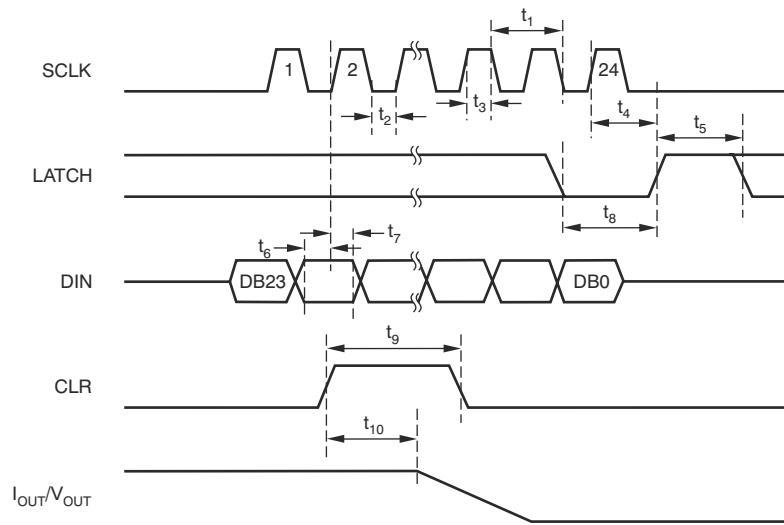 t1
SCLK
1
2
24
t2
t3
t4
t5
LATCH
t8
t6
t7
DIN
DB23
DB0
t9
CLR
t10
IOUT/VOUT